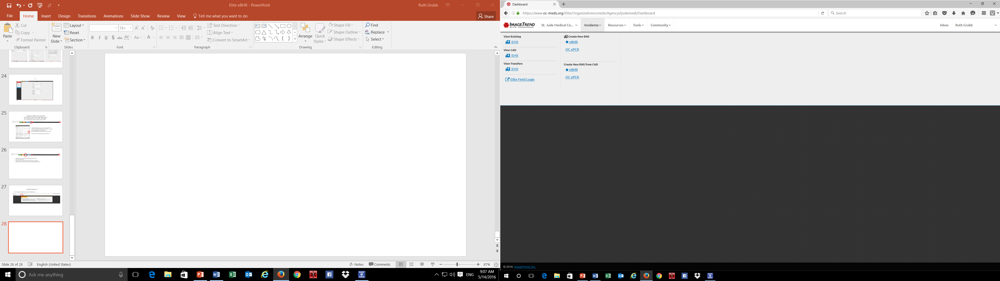 Elite eBHR - PowerPoint
Ruth Grubb
File
Home
Insert
Design
Transitions
Animations
Slide Show
Review
View
Tell me what you want to do
Share
Paste
Cut
Copy
Format Painter
Clipboard
New
Slide
Layout
Reset
Section
Slides
18+
B I U S abc AV Aa A
Font
Text Direction
Align Text
Convert to SmartArt
Paragraph
Arrange
Quick
Styles
Shape Fill
Shape Outline
Shape Effects
Drawing
Find
Replace
Select
Editing
24
25
26
27
28
Slide 28 of 28
English (United States)
Notes
Comments
87%
Ask me anything
ENG
9:07 AM
5/14/2016
Dashboard
https://www.oc-meds.org/Elite/Organizationocmeds/Agencystjudemedi/Dashboard
Search
IMAGETREND
ELITE
St. Jude Medical Ce...
Incidents
Resources
Tools
Community
Inbox
Ruth Grubb
View Existing
EMS
View CAD
EMS
View Transfers
EMS
Elite Field Login
Create New EMS
eBHR
OC ePCR
Create New EMS from CAD
eBHR
OC ePCR
© 2016 ImageTrend, Inc.